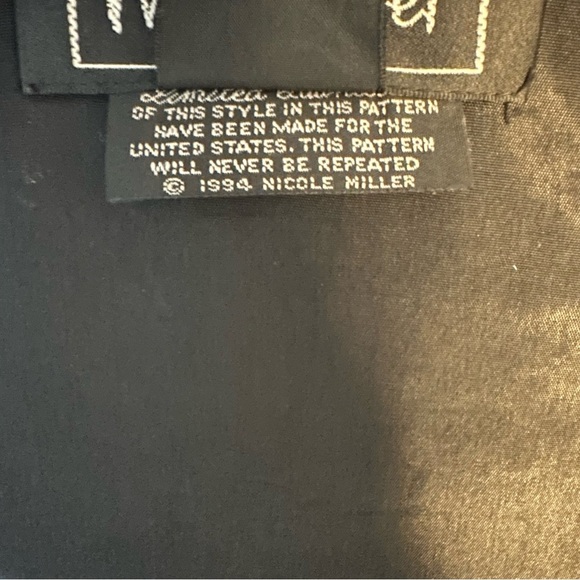 Limited
OF THIS STYLE IN THIS PATTERN
HAVE BEEN MADE FOR THE
UNITED STATES. THIS PATTERN
WILL NEVER BE REPEATED
© 1994 NICOLE MILLER